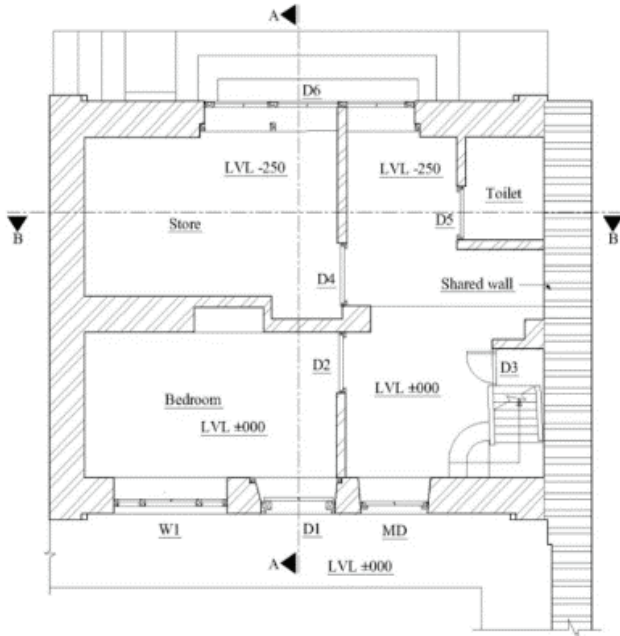 A
D6
LVL -250
LVL -250
Toilet
B
Store
D5
B
D4
Shared wall
D2
D3
LVL ±000
Bedroom
LVL ±000
W1
D1
MD
A
LVL ±000